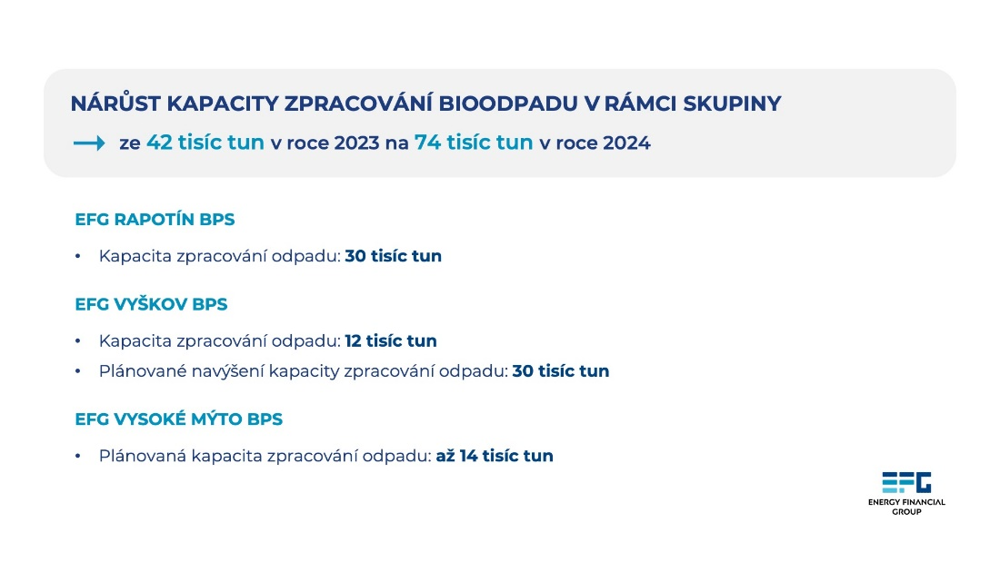 NÁRŮST KAPACITY ZPRACOVÁNÍ BIOODPADU V RÁMCI SKUPINY
→ ze 42 tisíc tun v roce 2023 na 74 tisíc tun v roce 2024
EFG RAPOTÍN BPS
• Kapacita zpracování odpadu: 30 tisíc tun
EFG VYŠKOV BPS
• Kapacita zpracování odpadu: 12 tisíc tun
• Plánované navýšení kapacity zpracování odpadu: 30 tisíc tun
EFG VYSOKÉ MÝTO BPS
• Plánovaná kapacita zpracování odpadu: až 14 tisíc tun
EFG
ENERGY FINANCIAL
GROUP